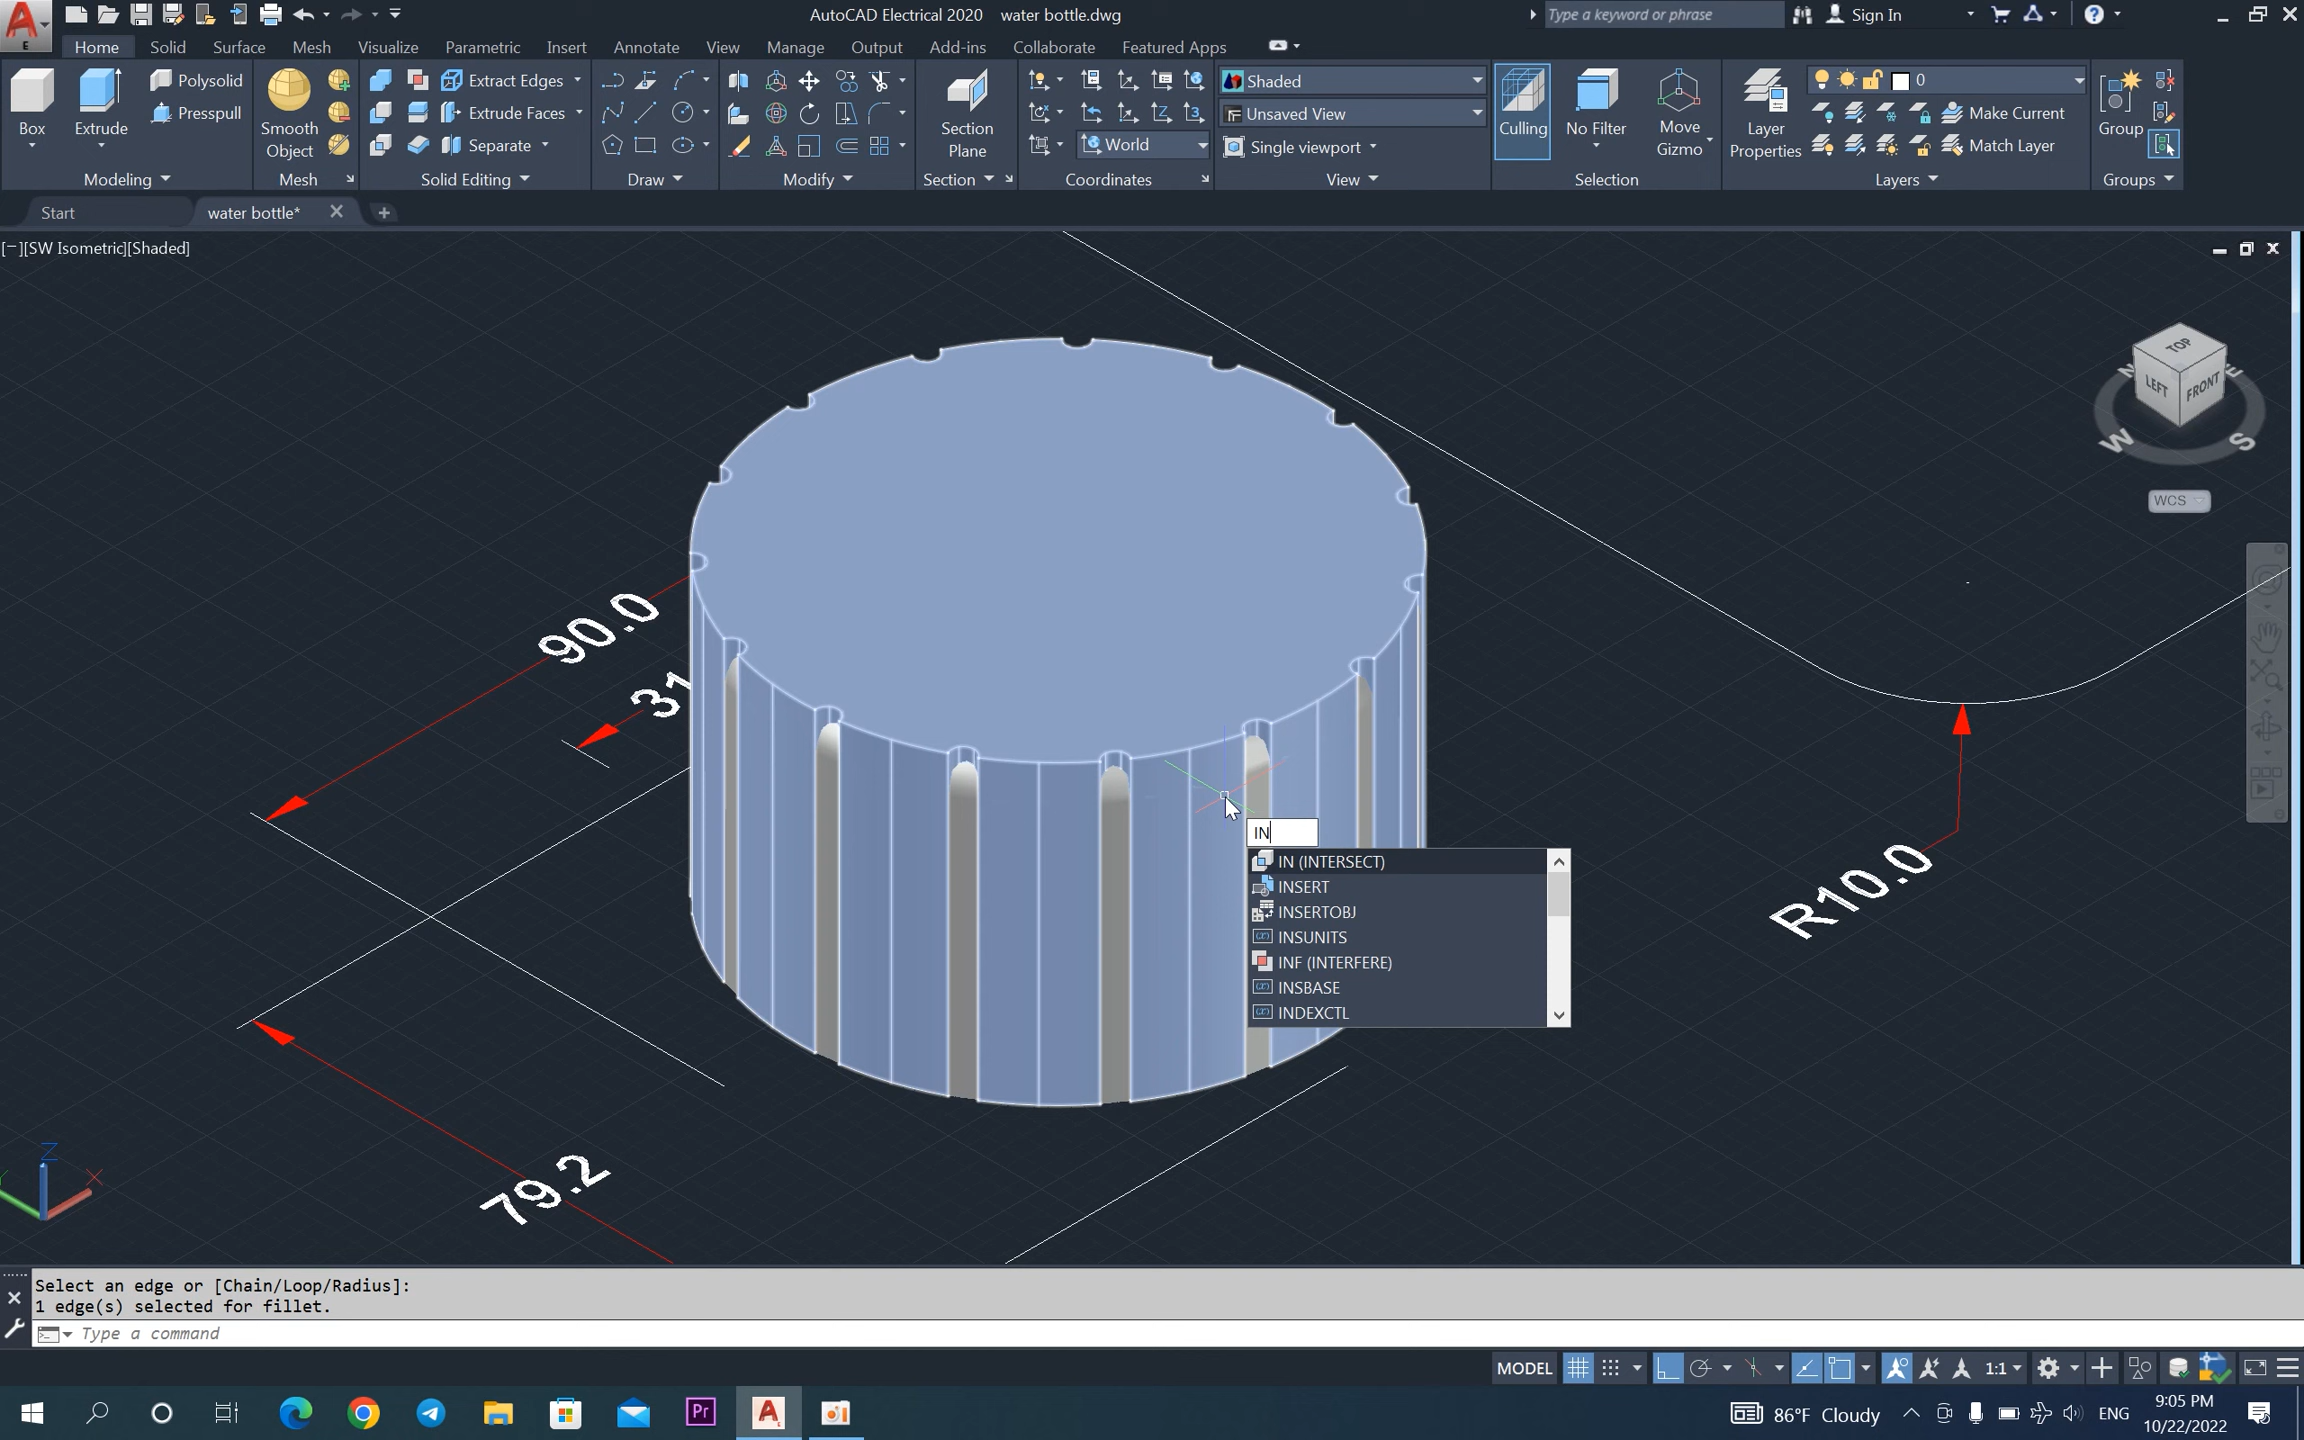 AutoCAD Electrical 2020 water bottle.dwg
Type a keyword or phrase
Sign In
Home Solid Surface Mesh Visualize Parametric Insert Annotate View Manage Output Add-ins Collaborate Featured Apps
Box
Extrude
Polysolid
Presspull
Modeling
Smooth
Object
Mesh
Extract Edges
Extrude Faces
Separate
Solid Editing
Draw
Modify
Section
Plane
Section
World
Coordinates
Shaded
Unsaved View
Single viewport
View
Culling
No Filter
Move
Gizmo
Selection
Layer
Properties
0
Make Current
Match Layer
Layers
Group
Groups
Start
water bottle*
[−][SW Isometric][Shaded]
TOP
LEFT
FRONT
N
E
W
S
WCS
90.0
31
R10.0
79.2
IN
IN (INTERSECT)
INSERT
INSERTOBJ
INSUNITS
INF (INTERFERE)
INSBASE
INDEXCTL
Z
X
Select an edge or [Chain/Loop/Radius]:
1 edge(s) selected for fillet.
Type a command
MODEL
1:1
Pr
86°F Cloudy
ENG
9:05 PM
10/22/2022